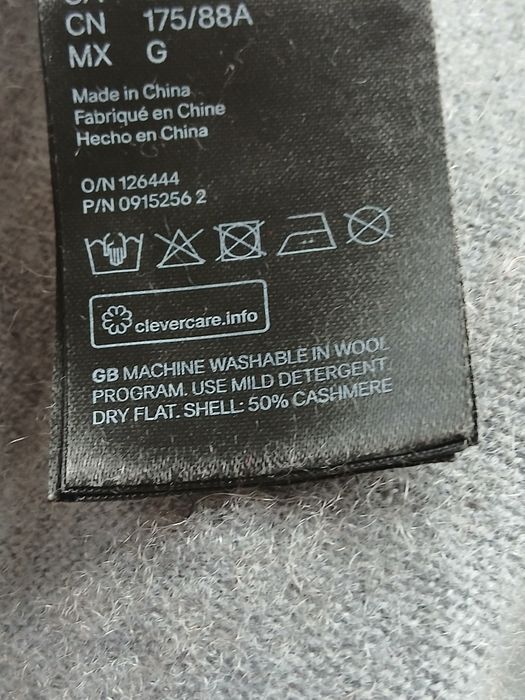 CN 175/88A
MX G
Made in China
Fabriqué en Chine
Hecho en China
O/N 126444
P/N 0915256 2
clevercare.info
GB MACHINE WASHABLE IN WOOL
PROGRAM. USE MILD DETERGENT.
DRY FLAT. SHELL: 50% CASHMERE